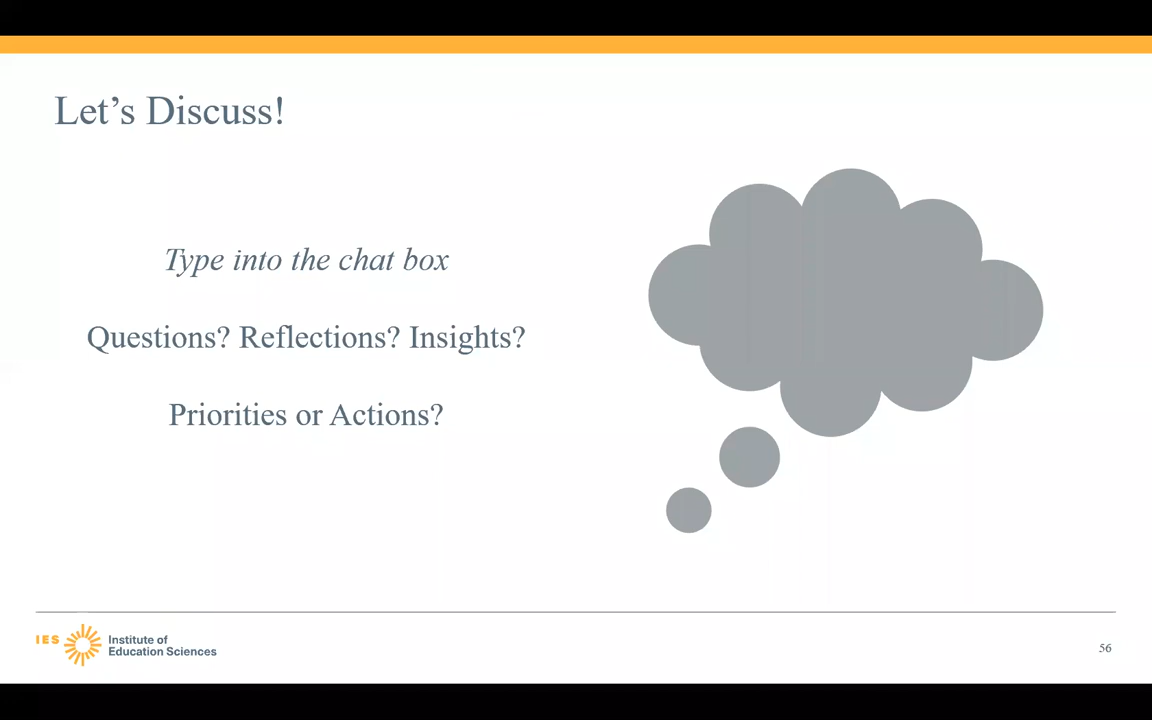 Let's Discuss!
Type into the chat box
Questions? Reflections? Insights?
Priorities or Actions?
IES
Institute of
Education Sciences
56